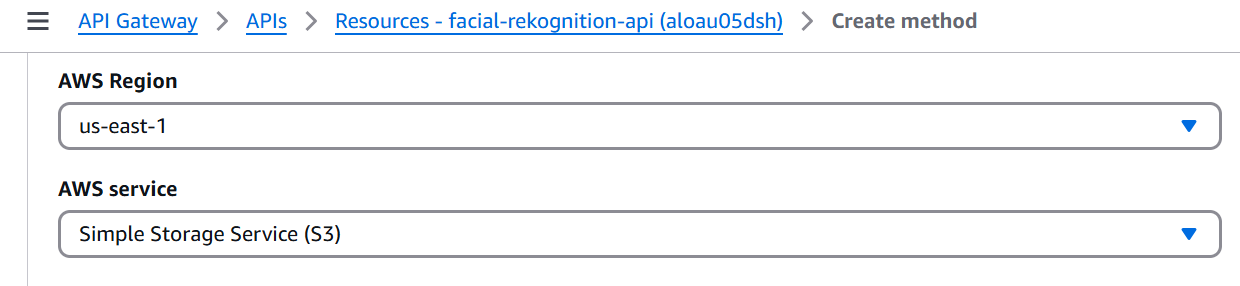 API Gateway > APIs > Resources - facial-rekognition-api (aloau05dsh) > Create method
AWS Region
us-east-1
AWS service
Simple Storage Service (S3)